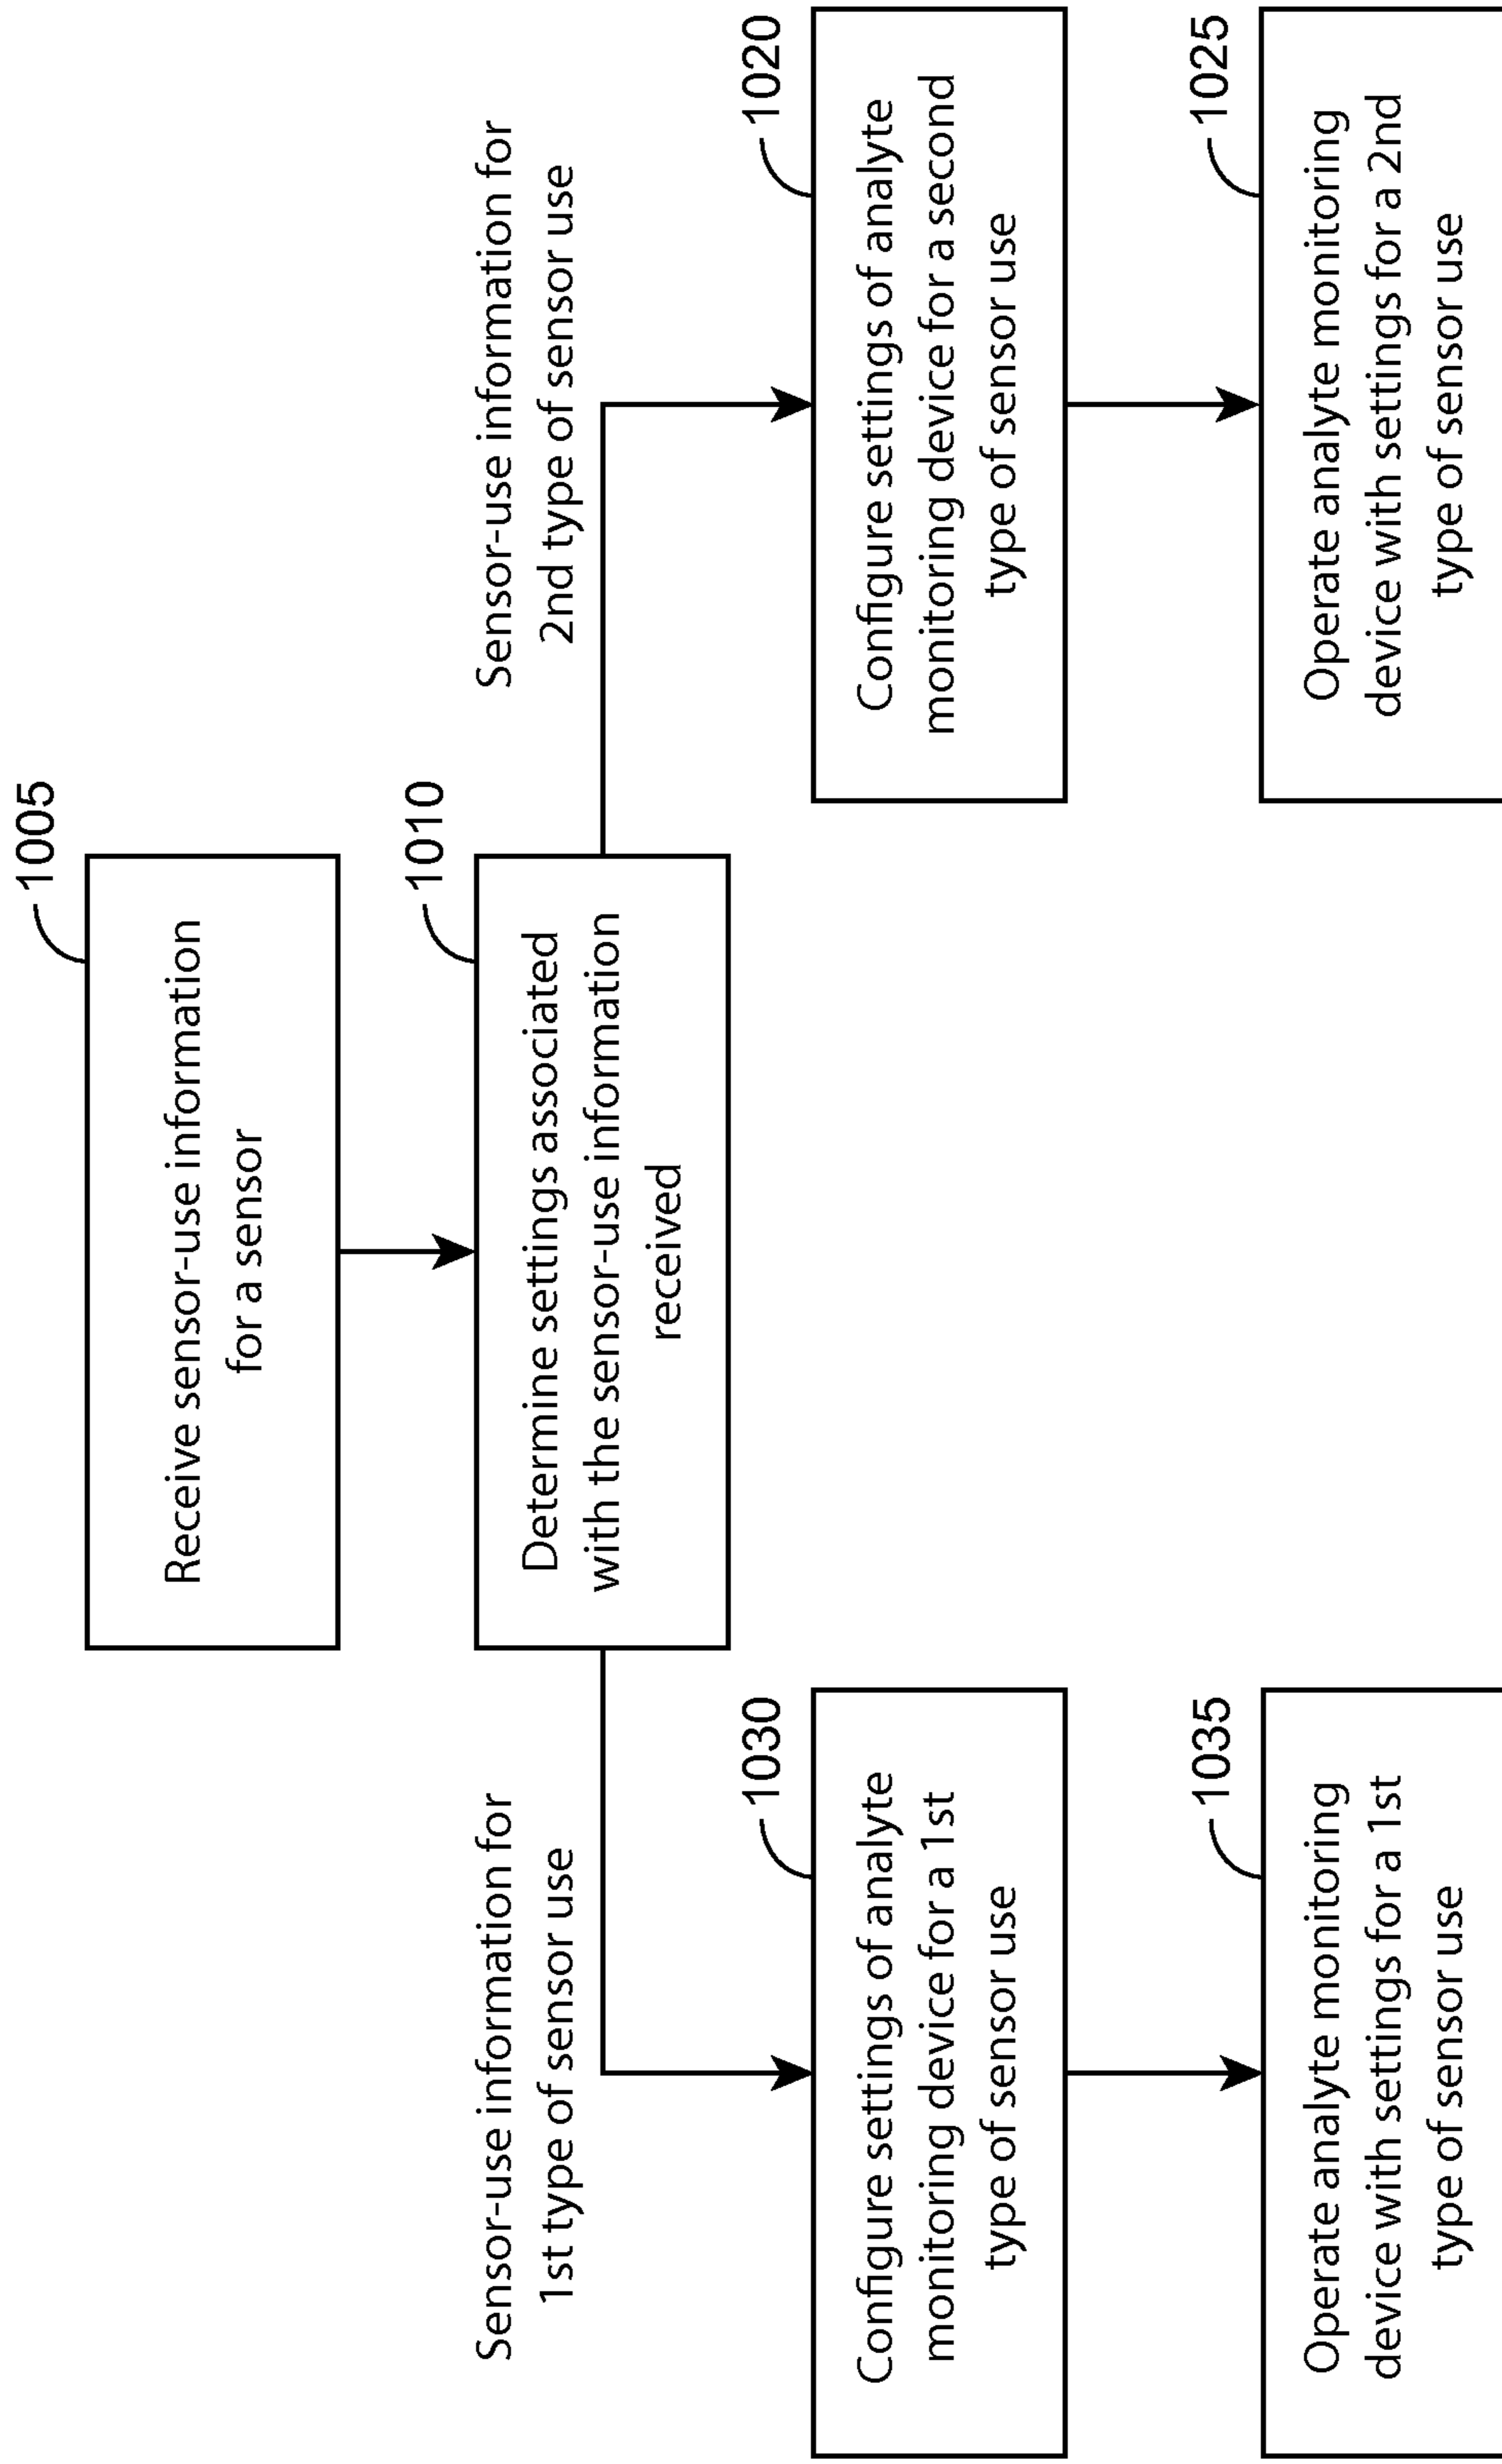 1005
Receive sensor-use information
for a sensor
1010
Determine settings associated
with the sensor-use information
received
Sensor-use information for
1st type of sensor use
Sensor-use information for
2nd type of sensor use
1030
Configure settings of analyte
monitoring device for a 1st
type of sensor use
1020
Configure settings of analyte
monitoring device for a second
type of sensor use
1035
Operate analyte monitoring
device with settings for a 1st
type of sensor use
1025
Operate analyte monitoring
device with settings for a 2nd
type of sensor use